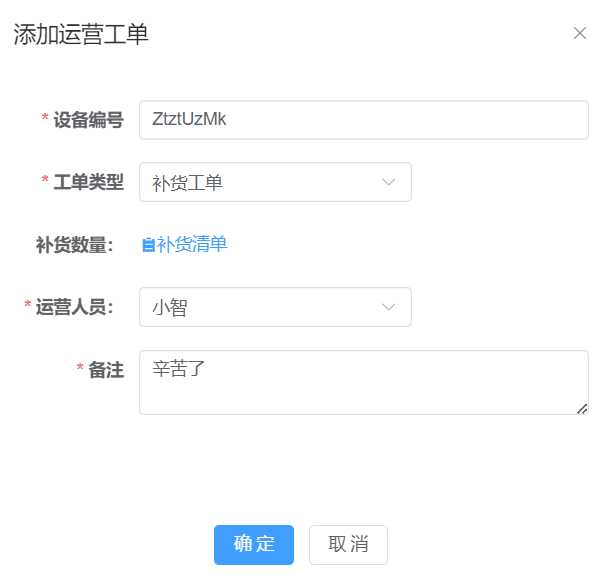 添加运营工单
* 设备编号 ZtztUzMk
* 工单类型 补货工单
补货数量： 补货清单
* 运营人员： 小智
* 备注 辛苦了
确定 取消